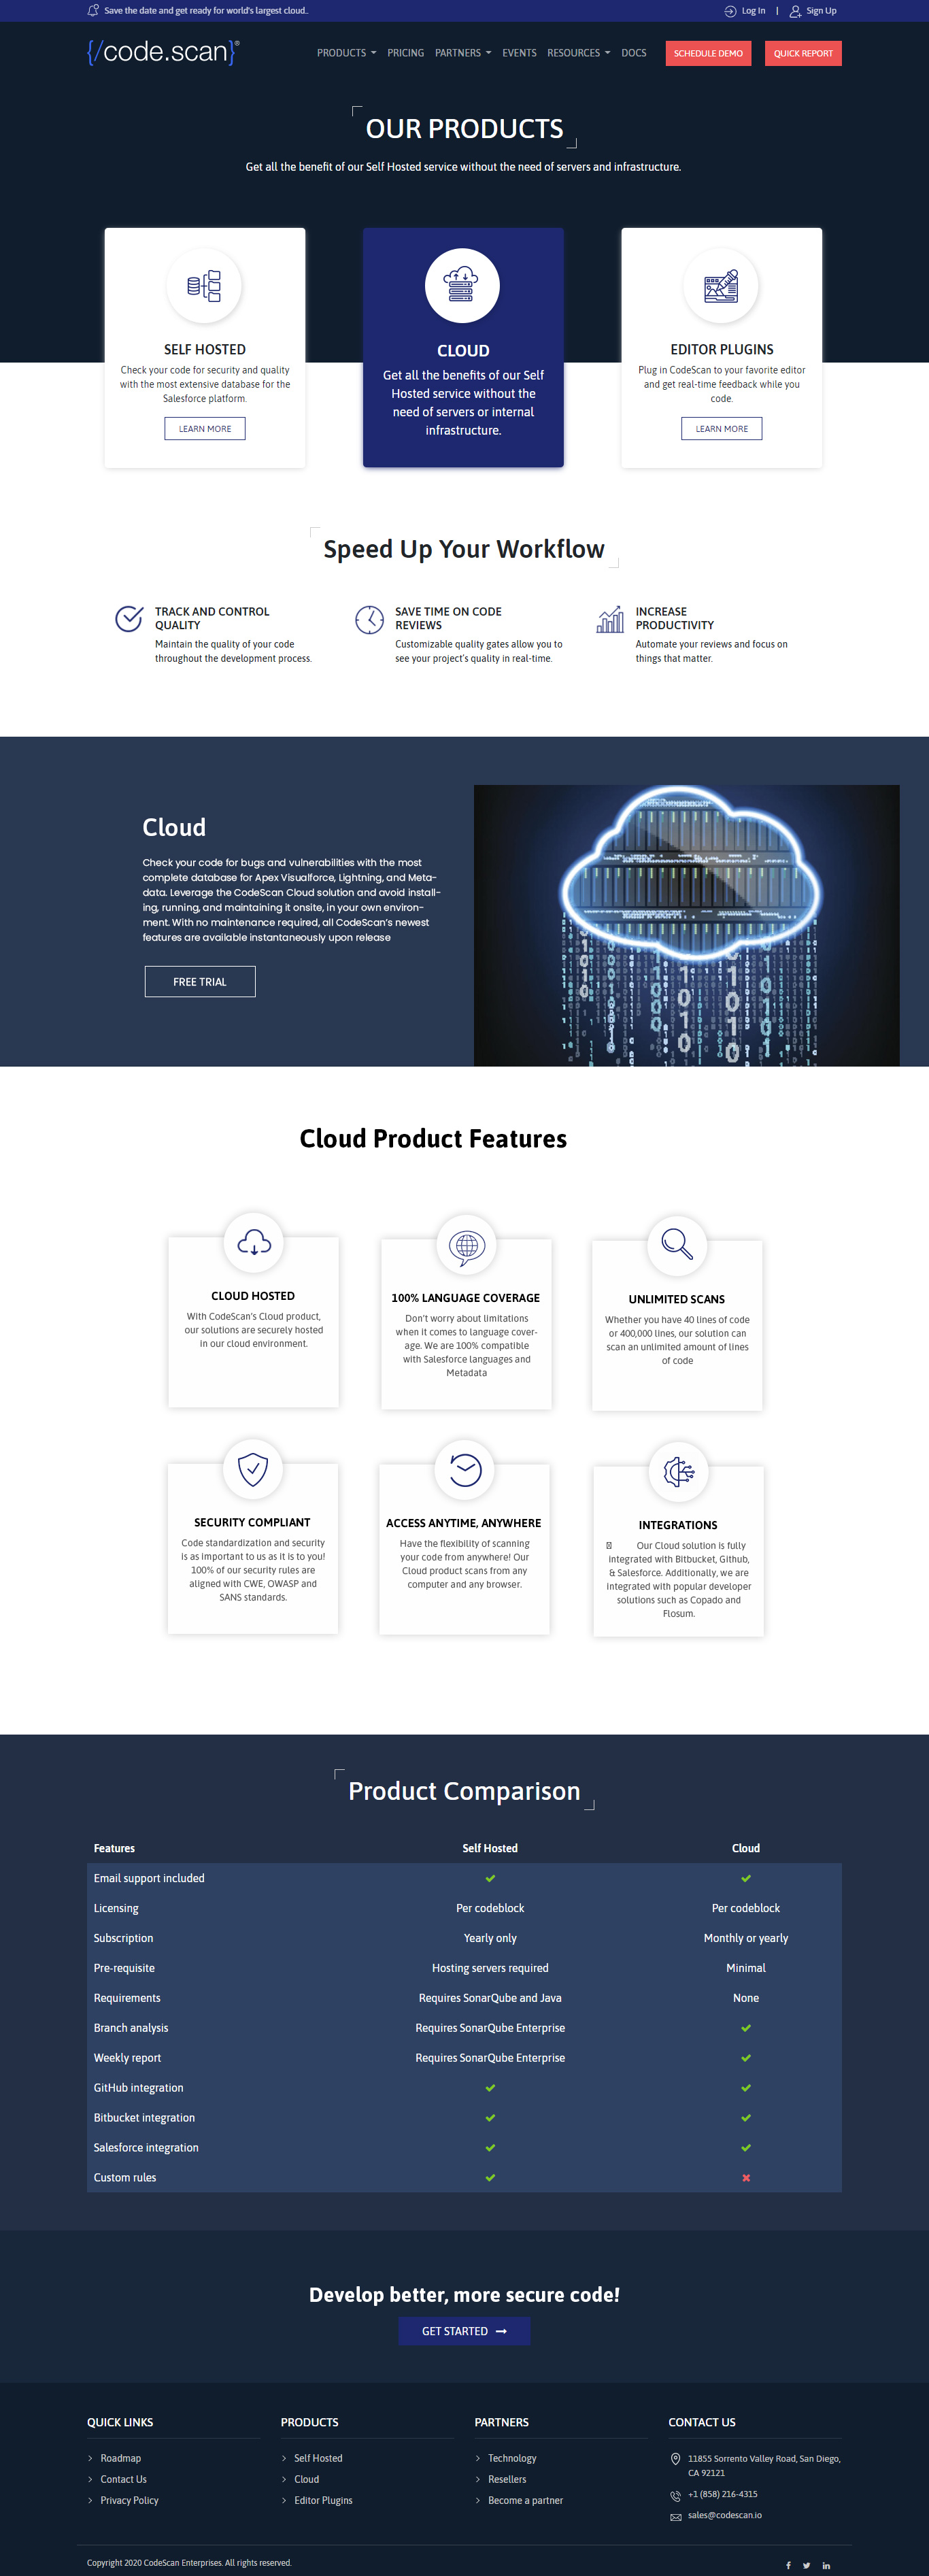 Save the date and get ready for world's largest cloud..
Log In | Sign Up
{/code.scan}®
PRODUCTS PRICING PARTNERS EVENTS RESOURCES DOCS SCHEDULE DEMO QUICK REPORT
OUR PRODUCTS
Get all the benefit of our Self Hosted service without the need of servers and infrastructure.
SELF HOSTED
Check your code for security and quality
with the most extensive database for the
Salesforce platform.
LEARN MORE
CLOUD
Get all the benefits of our Self
Hosted service without the
need of servers or internal
infrastructure.
EDITOR PLUGINS
Plug in CodeScan to your favorite editor
and get real-time feedback while you
code.
LEARN MORE
Speed Up Your Workflow
TRACK AND CONTROL
QUALITY
Maintain the quality of your code
throughout the development process.
SAVE TIME ON CODE
REVIEWS
Customizable quality gates allow you to
see your project's quality in real-time.
INCREASE
PRODUCTIVITY
Automate your reviews and focus on
things that matter.
Cloud
Check your code for bugs and vulnerabilities with the most
complete database for Apex Visualforce, Lightning, and Meta-
data. Leverage the CodeScan Cloud solution and avoid install-
ing, running, and maintaining it onsite, in your own environ-
ment. With no maintenance required, all CodeScan's newest
features are available instantaneously upon release
FREE TRIAL
Cloud Product Features
CLOUD HOSTED
With CodeScan's Cloud product,
our solutions are securely hosted
in our cloud environment.
100% LANGUAGE COVERAGE
Don't worry about limitations
when it comes to language cover-
age. We are 100% compatible
with Salesforce languages and
Metadata
UNLIMITED SCANS
Whether you have 40 lines of code
or 400,000 lines, our solution can
scan an unlimited amount of lines
of code
SECURITY COMPLIANT
Code standardization and security
is as important to us as it is to you!
100% of our security rules are
aligned with CWE, OWASP and
SANS standards.
ACCESS ANYTIME, ANYWHERE
Have the flexibility of scanning
your code from anywhere! Our
Cloud product scans from any
computer and any browser.
INTEGRATIONS
Our Cloud solution is fully
integrated with Bitbucket, Github,
& Salesforce. Additionally, we are
integrated with popular developer
solutions such as Copado and
Flosum.
Product Comparison
Features Self Hosted Cloud
Email support included ✔ ✔
Licensing Per codeblock Per codeblock
Subscription Yearly only Monthly or yearly
Pre-requisite Hosting servers required Minimal
Requirements Requires SonarQube and Java None
Branch analysis Requires SonarQube Enterprise ✔
Weekly report Requires SonarQube Enterprise ✔
GitHub integration ✔ ✔
Bitbucket integration ✔ ✔
Salesforce integration ✔ ✔
Custom rules ✔ ✖
Develop better, more secure code!
GET STARTED
QUICK LINKS
Roadmap
Contact Us
Privacy Policy
PRODUCTS
Self Hosted
Cloud
Editor Plugins
PARTNERS
Technology
Resellers
Become a partner
CONTACT US
11855 Sorrento Valley Road, San Diego,
CA 92121
+1 (858) 216-4315
sales@codescan.io
Copyright 2020 CodeScan Enterprises. All rights reserved.